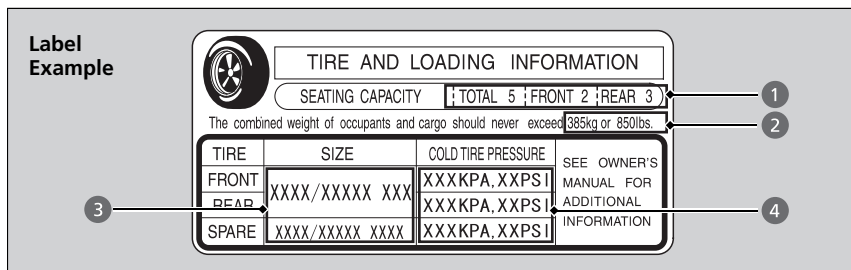 Label
Example
TIRE AND LOADING INFORMATION
SEATING CAPACITY TOTAL 5 FRONT 2 REAR 3
1
The combined weight of occupants and cargo should never exceed 385kg or 850lbs.
2
TIRE SIZE COLD TIRE PRESSURE SEE OWNER'S MANUAL FOR ADDITIONAL INFORMATION
FRONT XXXX/XXXXX XXX XXXKPA,XXPSI
REAR XXXKPA,XXPSI
3
4
SPARE XXXX/XXXXX XXXX XXXKPA,XXPSI